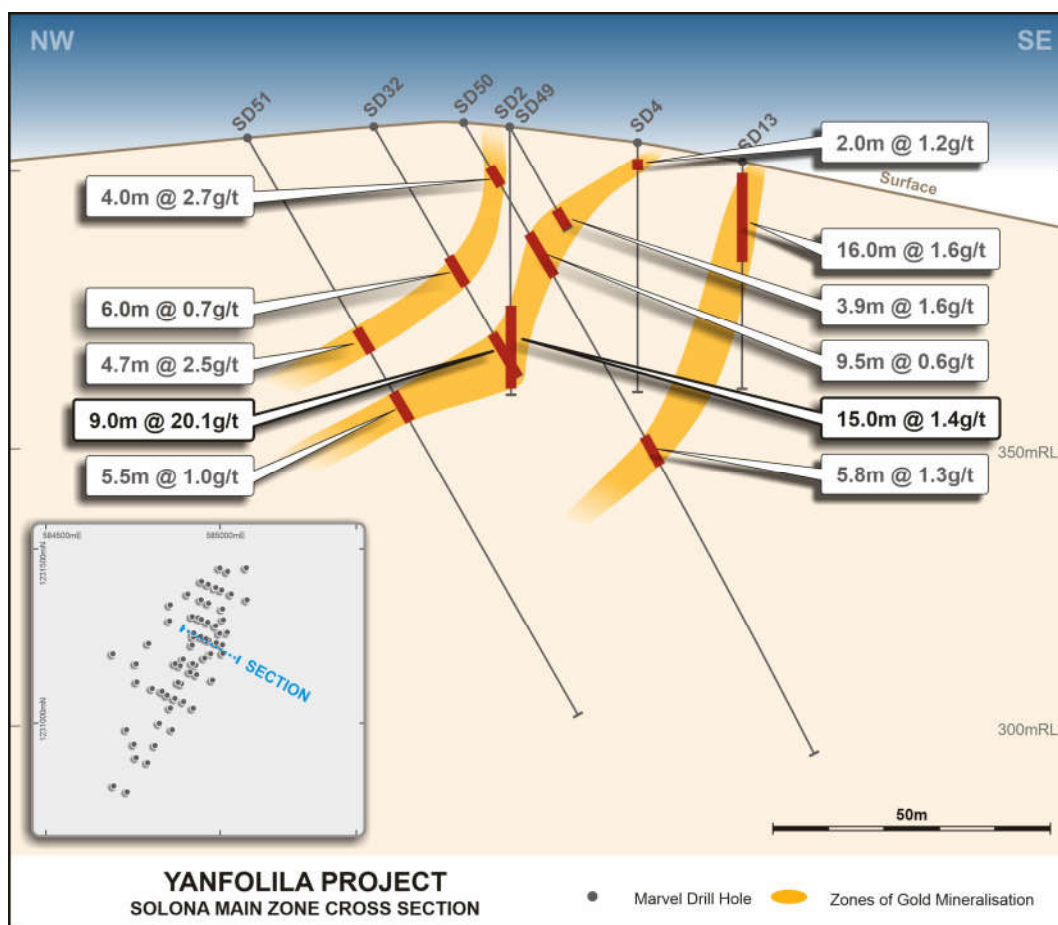 NW
SE
SD51
SD32
SD50
SD2
SD49
SD4
SD13
Surface
4.0m @ 2.7g/t
6.0m @ 0.7g/t
4.7m @ 2.5g/t
9.0m @ 20.1g/t
5.5m @ 1.0g/t
2.0m @ 1.2g/t
16.0m @ 1.6g/t
3.9m @ 1.6g/t
9.5m @ 0.6g/t
15.0m @ 1.4g/t
5.8m @ 1.3g/t
350mRL
300mRL
584500mE
585000mE
1231500mN
1231000mN
SECTION
50m
YANFOLILA PROJECT
SOLONA MAIN ZONE CROSS SECTION
Marvel Drill Hole
Zones of Gold Mineralisation